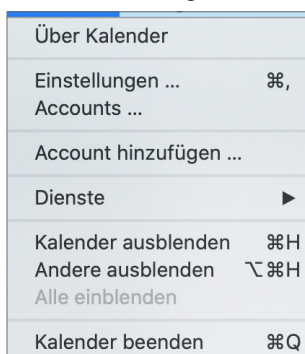 Über Kalender
Einstellungen ... ⌘,
Accounts ...
Account hinzufügen ...
Dienste ▶
Kalender ausblenden ⌘H
Andere ausblenden ⌥⌘H
Alle einblenden
Kalender beenden ⌘Q